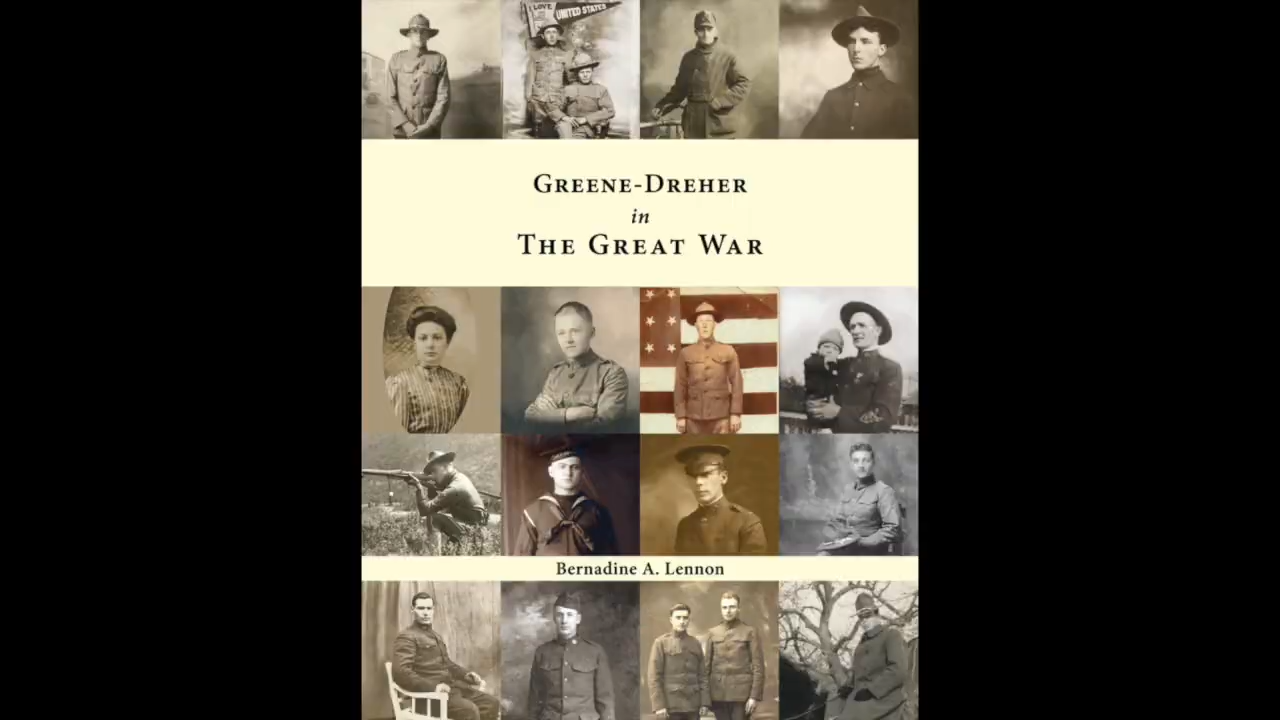 I LOVE
UNITED STATES
GREENE-DREHER
in
THE GREAT WAR
Bernadine A. Lennon